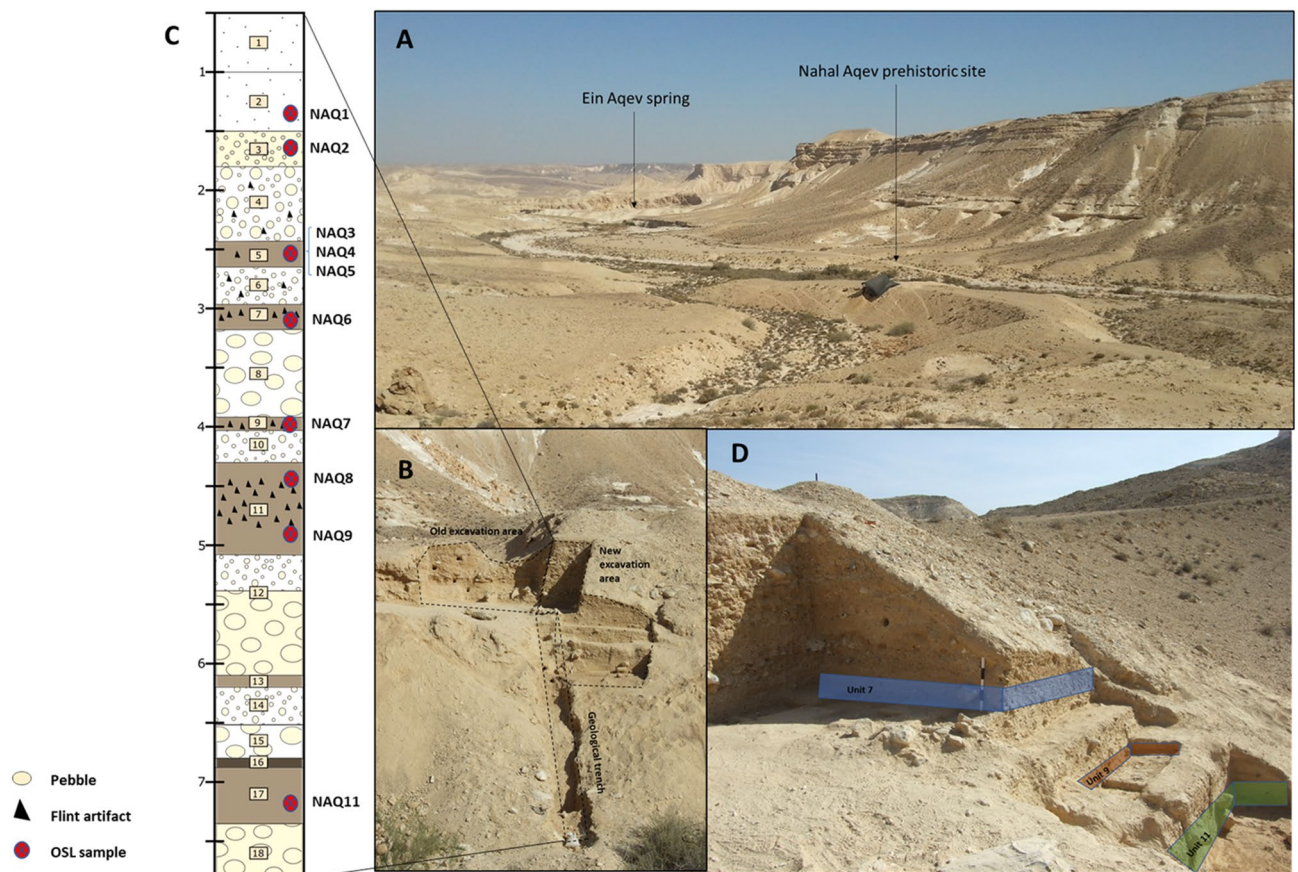 C
1
1
2
NAQ1
3
NAQ2
2
4
NAQ3
NAQ4
5
NAQ5
6
3
7
NAQ6
8
9
NAQ7
4
10
NAQ8
11
NAQ9
5
12
6
13
14
15
16
7
17
NAQ11
18
Pebble
Flint artifact
OSL sample
A
Nahal Aqev prehistoric site
Ein Aqev spring
B
Old excavation area
New
excavation
area
Geological trench
D
Unit 7
Unit 9
Unit 11